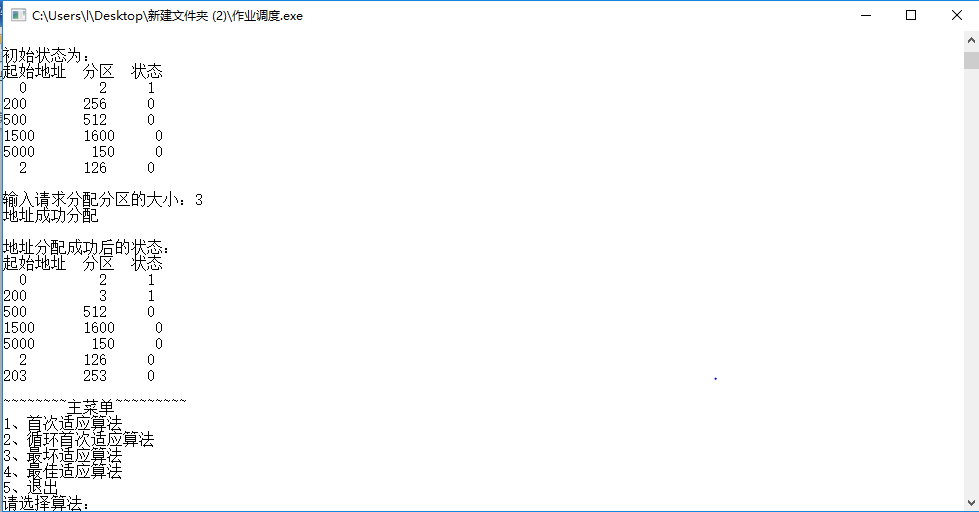 C:\Users\l\Desktop\新建文件夹 (2)\作业调度.exe
初始状态为：
起始地址 分区 状态
0 2 1
200 256 0
500 512 0
1500 1600 0
5000 150 0
2 126 0
输入请求分配分区的大小：3
地址成功分配
地址分配成功后的状态：
起始地址 分区 状态
0 2 1
200 3 1
500 512 0
1500 1600 0
5000 150 0
2 126 0
203 253 0
~~~~~~~~主菜单~~~~~~~~~
1、首次适应算法
2、循环首次适应算法
3、最坏适应算法
4、最佳适应算法
5、退出
请选择算法：